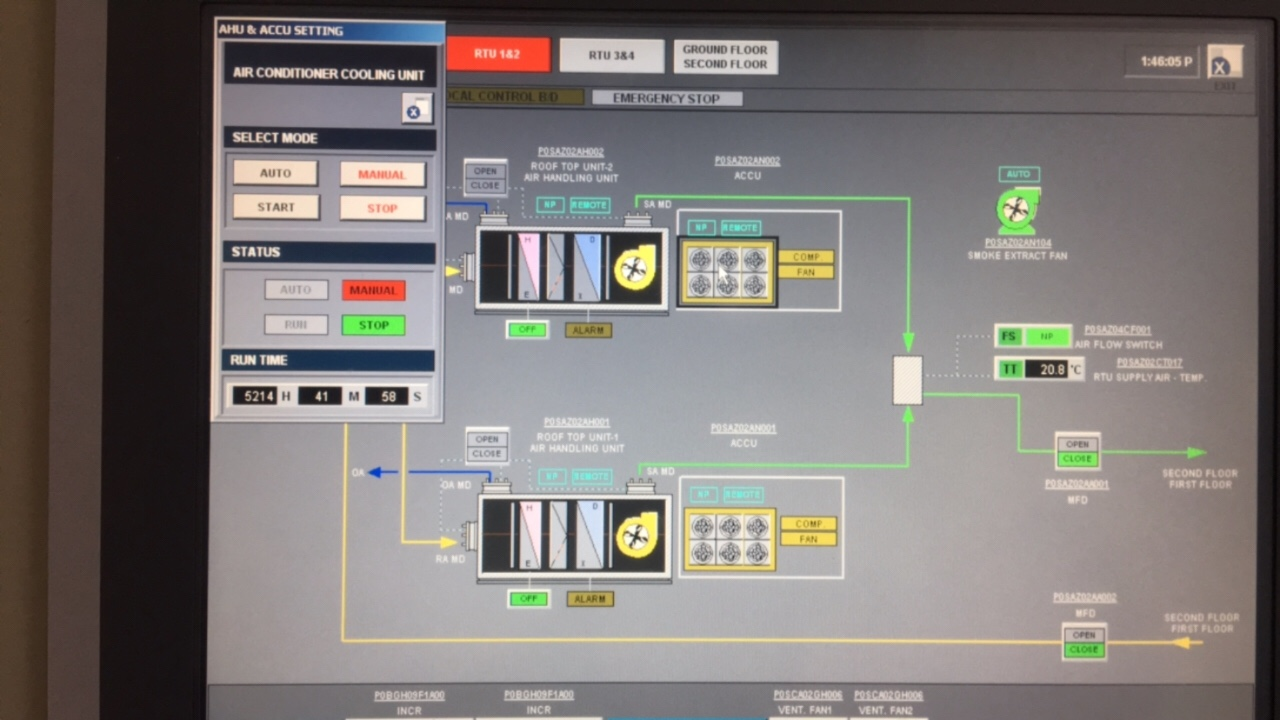 AHU & ACCU SETTING
AIR CONDITIONER COOLING UNIT
SELECT MODE
AUTO
MANUAL
START
STOP
STATUS
AUTO
MANUAL
RUN
STOP
RUN TIME
5214 H 41 M 58 S
RTU 1&2
RTU 3&4
GROUND FLOOR
SECOND FLOOR
1:46:05 P
EXIT
CAL CONTROL B/D
EMERGENCY STOP
OPEN
CLOSE
P0SAZ02AH002
ROOF TOP UNIT-2
AIR HANDLING UNIT
NP
REMOTE
A MD
MD
SA MD
H
E
D
I
OFF
ALARM
P0SAZ02AN002
ACCU
NP
REMOTE
COMP
FAN
AUTO
P0SAZ02AN104
SMOKE EXTRACT FAN
FS
NP
P0SAZ04CF001
AIR FLOW SWITCH
TT
20.8 °C
P0SAZ02CT017
RTU SUPPLY AIR - TEMP.
OPEN
CLOSE
P0SAZ02AH001
ROOF TOP UNIT-1
AIR HANDLING UNIT
NP
REMOTE
OA
OA MD
RA MD
SA MD
H
E
D
I
OFF
ALARM
P0SAZ02AN001
ACCU
NP
REMOTE
COMP
FAN
OPEN
CLOSE
P0SAZ02AA001
MFD
SECOND FLOOR
FIRST FLOOR
P0SAZ02AA002
MFD
OPEN
CLOSE
SECOND FLOOR
FIRST FLOOR
P0BGH09F1A00
INCR
P0BGH09F1A00
INCR
P0SCA02GH006
VENT. FAN1
P0SCA02GH006
VENT. FAN2